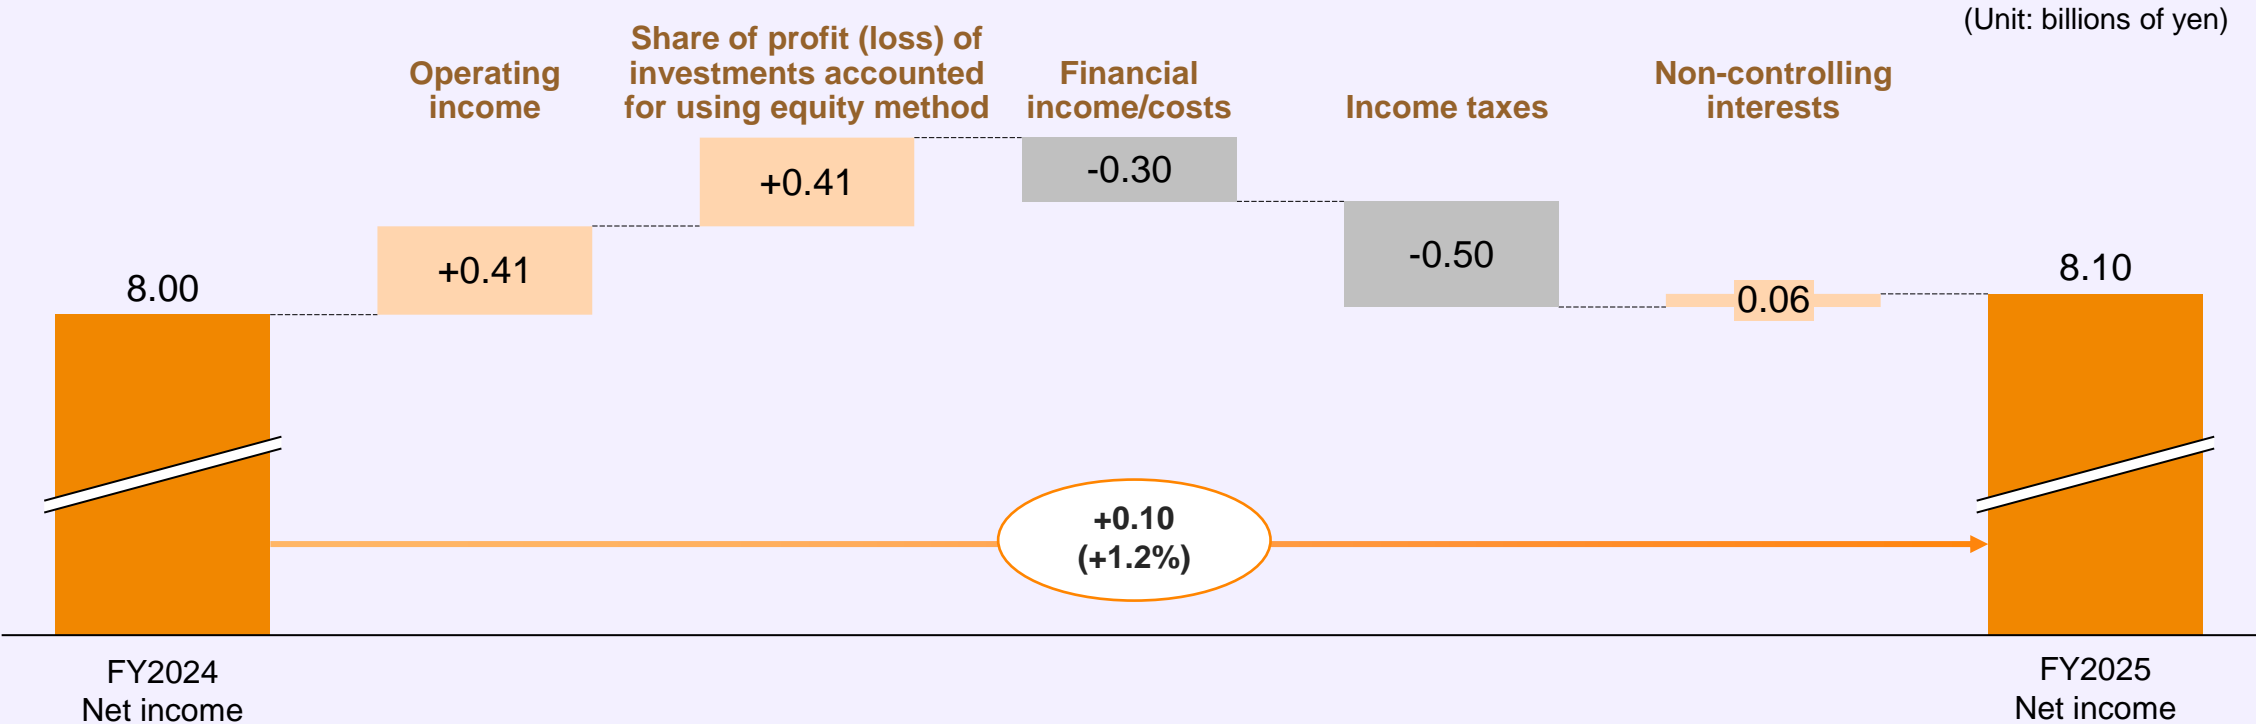 (Unit: billions of yen)
Operating
income
Share of profit (loss) of
investments accounted
for using equity method
Financial
income/costs
Income taxes
Non-controlling
interests
8.00
+0.41
+0.41
-0.30
-0.50
0.06
8.10
+0.10
(+1.2%)
FY2024
Net income
FY2025
Net income